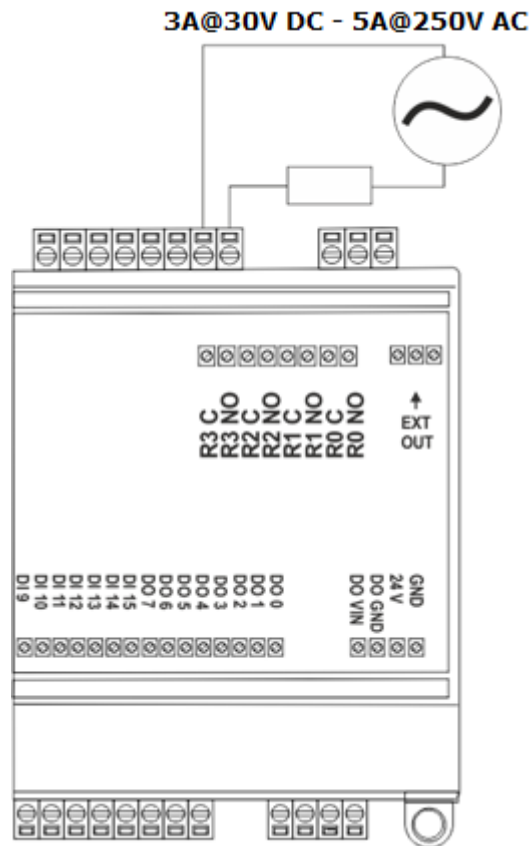 3A@30V DC - 5A@250V AC
R3 C
R3 NO
R2 C
R2 NO
R1 C
R1 NO
R0 C
R0 NO
EXT
OUT
DI 9
DI 10
DI 11
DI 12
DI 13
DI 14
DI 15
DO 7
DO 6
DO 5
DO 4
DO 3
DO 2
DO 1
DO 0
DO VIN
DO GND
24 V
GND